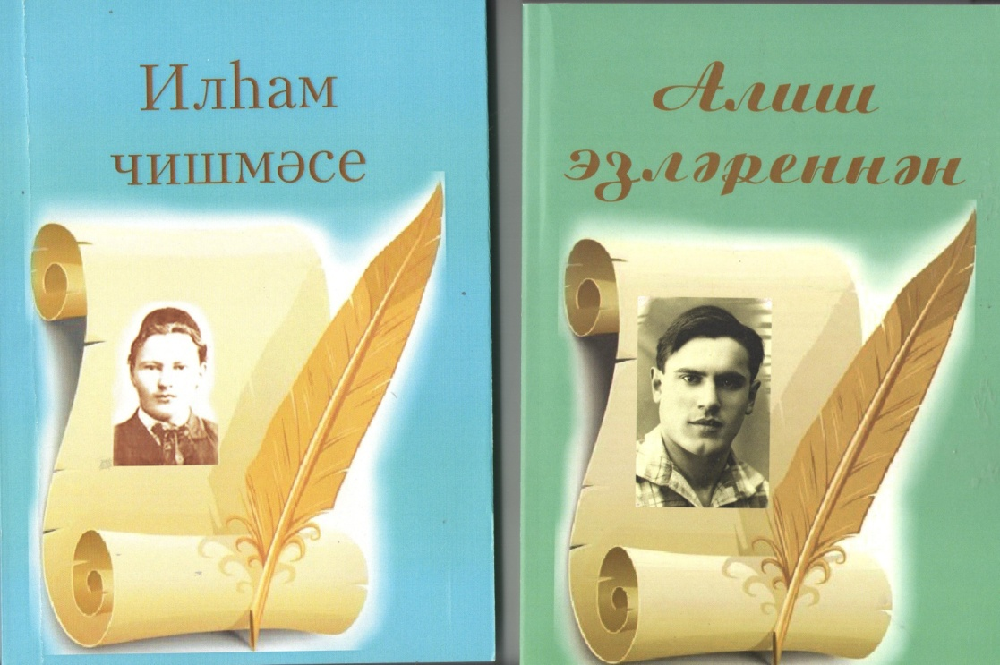 Илһам
чишмәсе
Алиш
эзләреннән